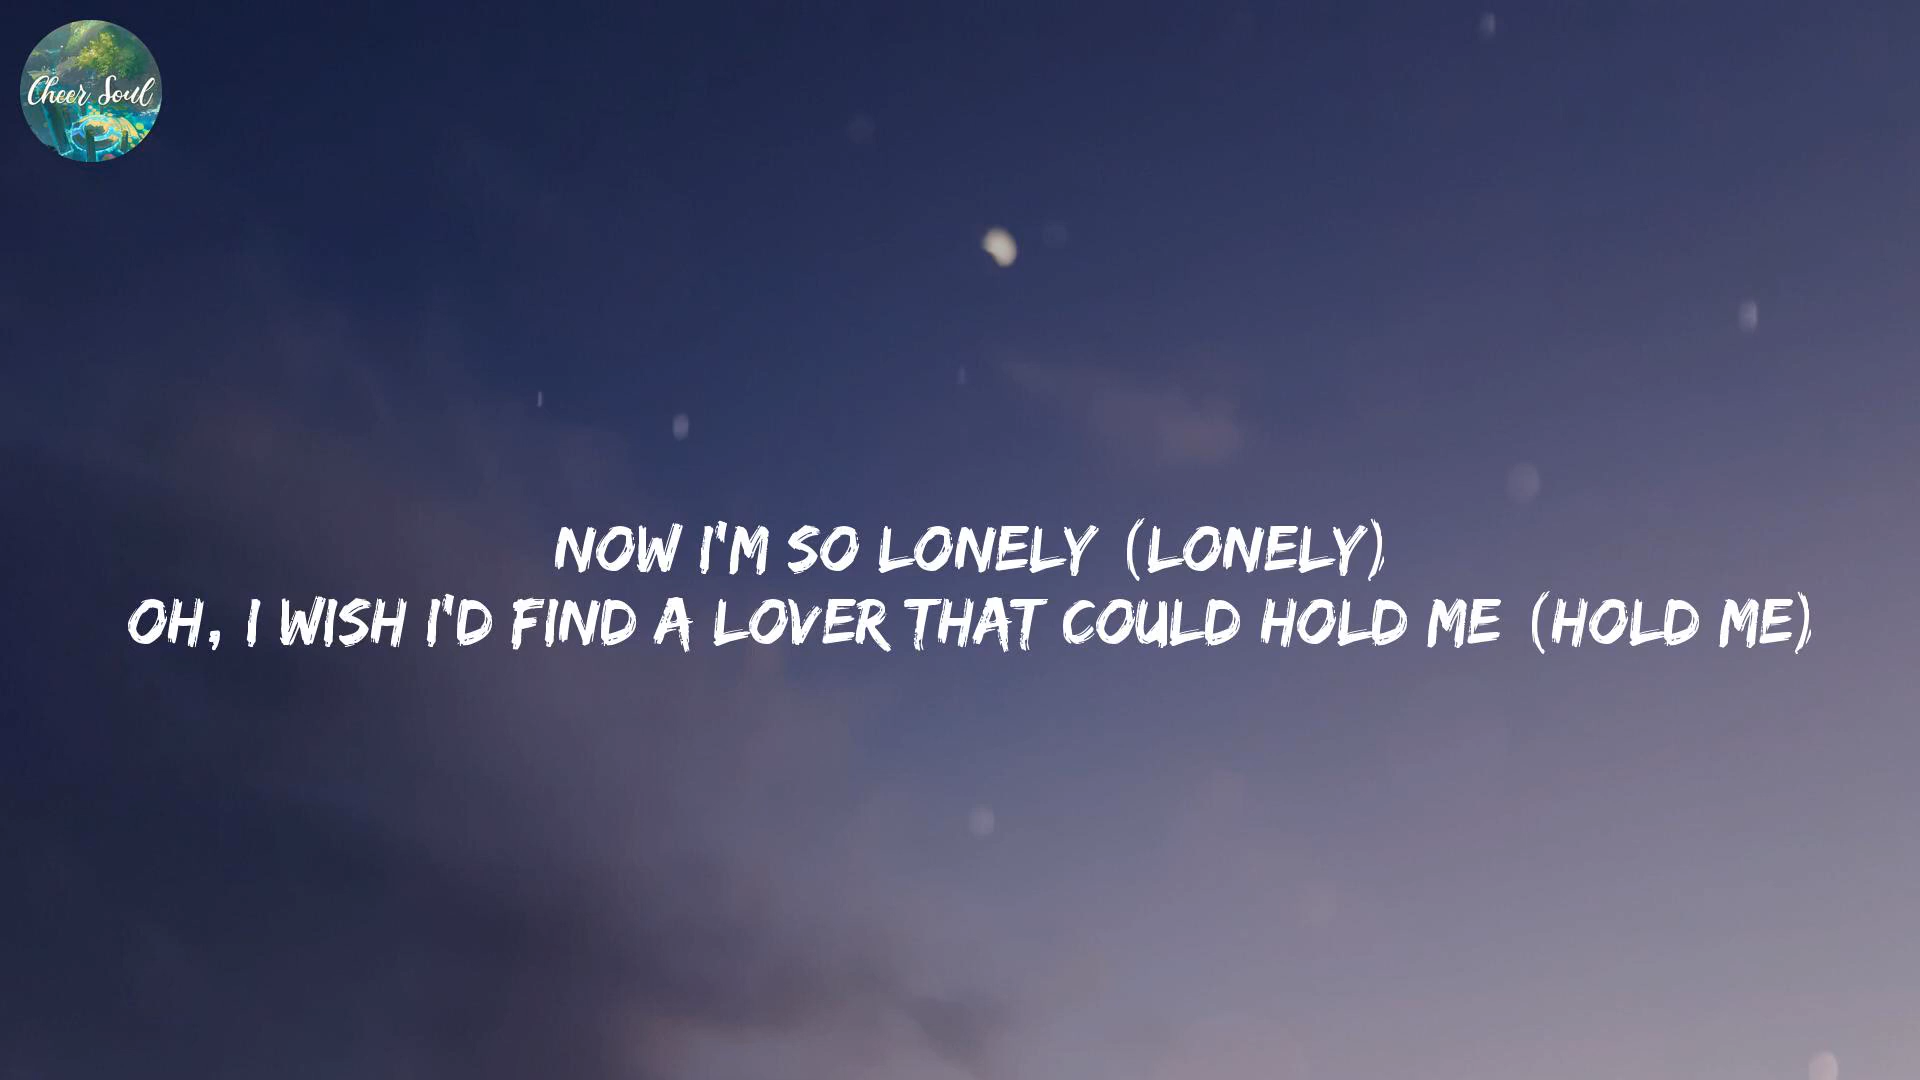 Cheer Soul
NOW I'M SO LONELY (LONELY)
OH, I WISH I'D FIND A LOVER THAT COULD HOLD ME (HOLD ME)